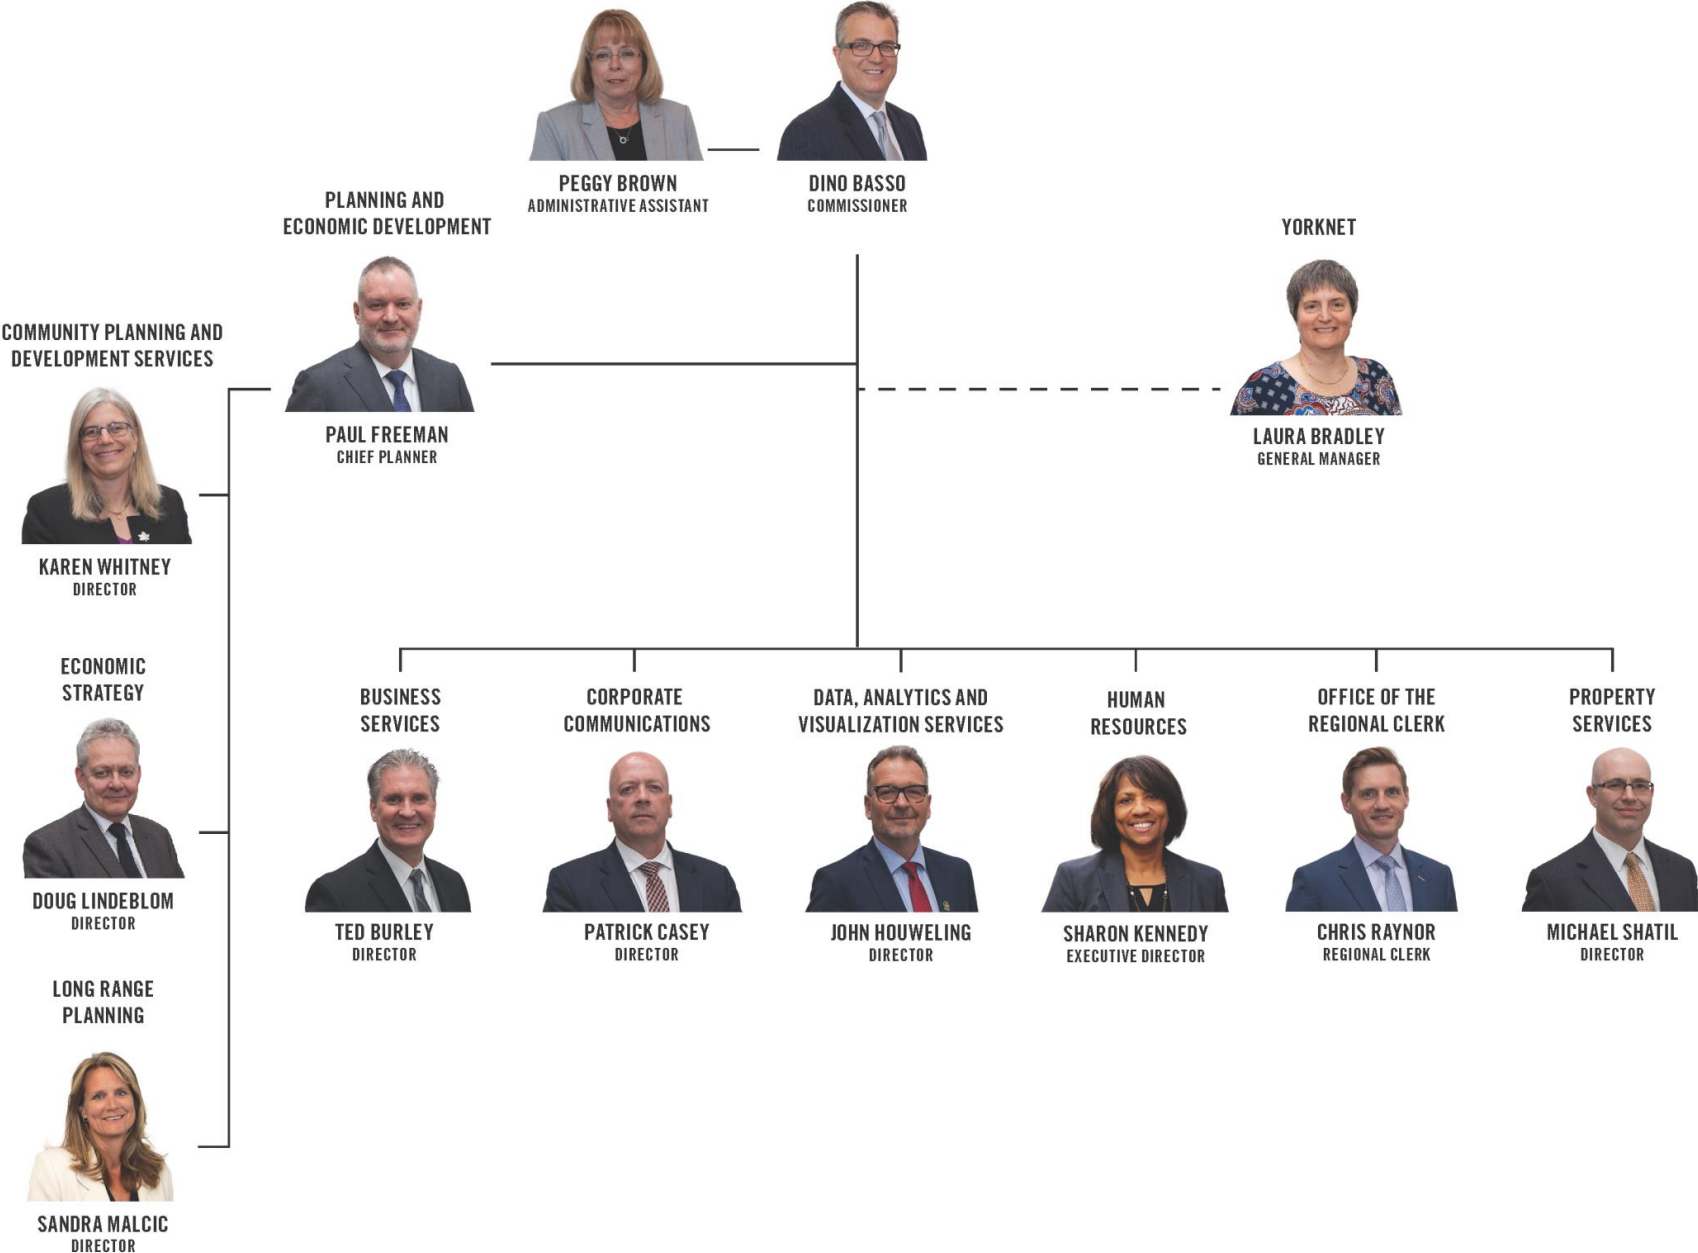 PEGGY BROWN
ADMINISTRATIVE ASSISTANT
DINO BASSO
COMMISSIONER
PLANNING AND
ECONOMIC DEVELOPMENT
PAUL FREEMAN
CHIEF PLANNER
YORKNET
LAURA BRADLEY
GENERAL MANAGER
COMMUNITY PLANNING AND
DEVELOPMENT SERVICES
KAREN WHITNEY
DIRECTOR
ECONOMIC
STRATEGY
DOUG LINDEBLOM
DIRECTOR
LONG RANGE
PLANNING
SANDRA MALCIC
DIRECTOR
BUSINESS
SERVICES
TED BURLEY
DIRECTOR
CORPORATE
COMMUNICATIONS
PATRICK CASEY
DIRECTOR
DATA, ANALYTICS AND
VISUALIZATION SERVICES
JOHN HOUWELING
DIRECTOR
HUMAN
RESOURCES
SHARON KENNEDY
EXECUTIVE DIRECTOR
OFFICE OF THE
REGIONAL CLERK
CHRIS RAYNOR
REGIONAL CLERK
PROPERTY
SERVICES
MICHAEL SHATIL
DIRECTOR